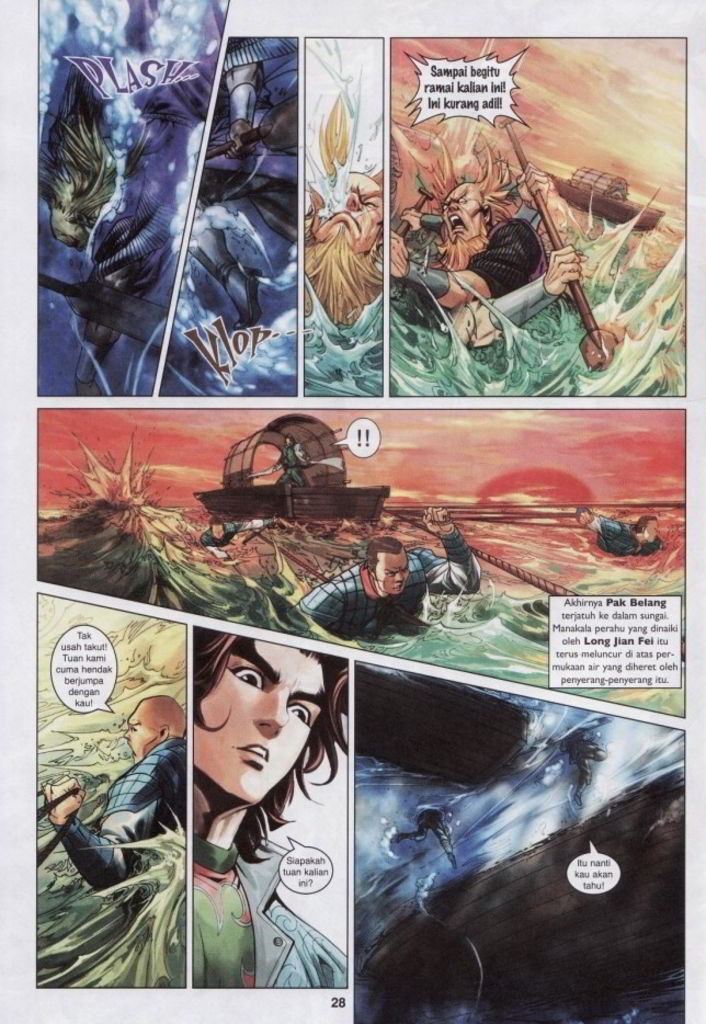 PLASH...
KLOP---
Sampai begitu
ramai kalian ini!
Ini kurang adil!
!!
Akhirnya Pak Belang
terjatuh ke dalam sungai.
Manakala perahu yang dinaiki
oleh Long Jian Fei itu
terus meluncur di atas per-
mukaan air yang diheret oleh
penyerang-penyerang itu.
Tak
usah takut!
Tuan kami
cuma hendak
berjumpa
dengan
kau!
Siapakah
tuan kalian
ini?
Itu nanti
kau akan
tahu!
28